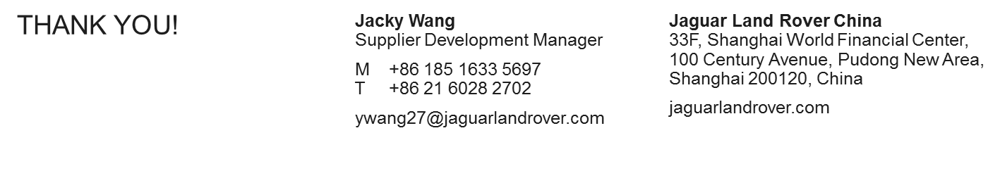 THANK YOU!
Jacky Wang
Supplier Development Manager
M +86 185 1633 5697
T +86 21 6028 2702
ywang27@jaguarlandrover.com
Jaguar Land Rover China
33F, Shanghai World Financial Center,
100 Century Avenue, Pudong New Area,
Shanghai 200120, China
jaguarlandrover.com